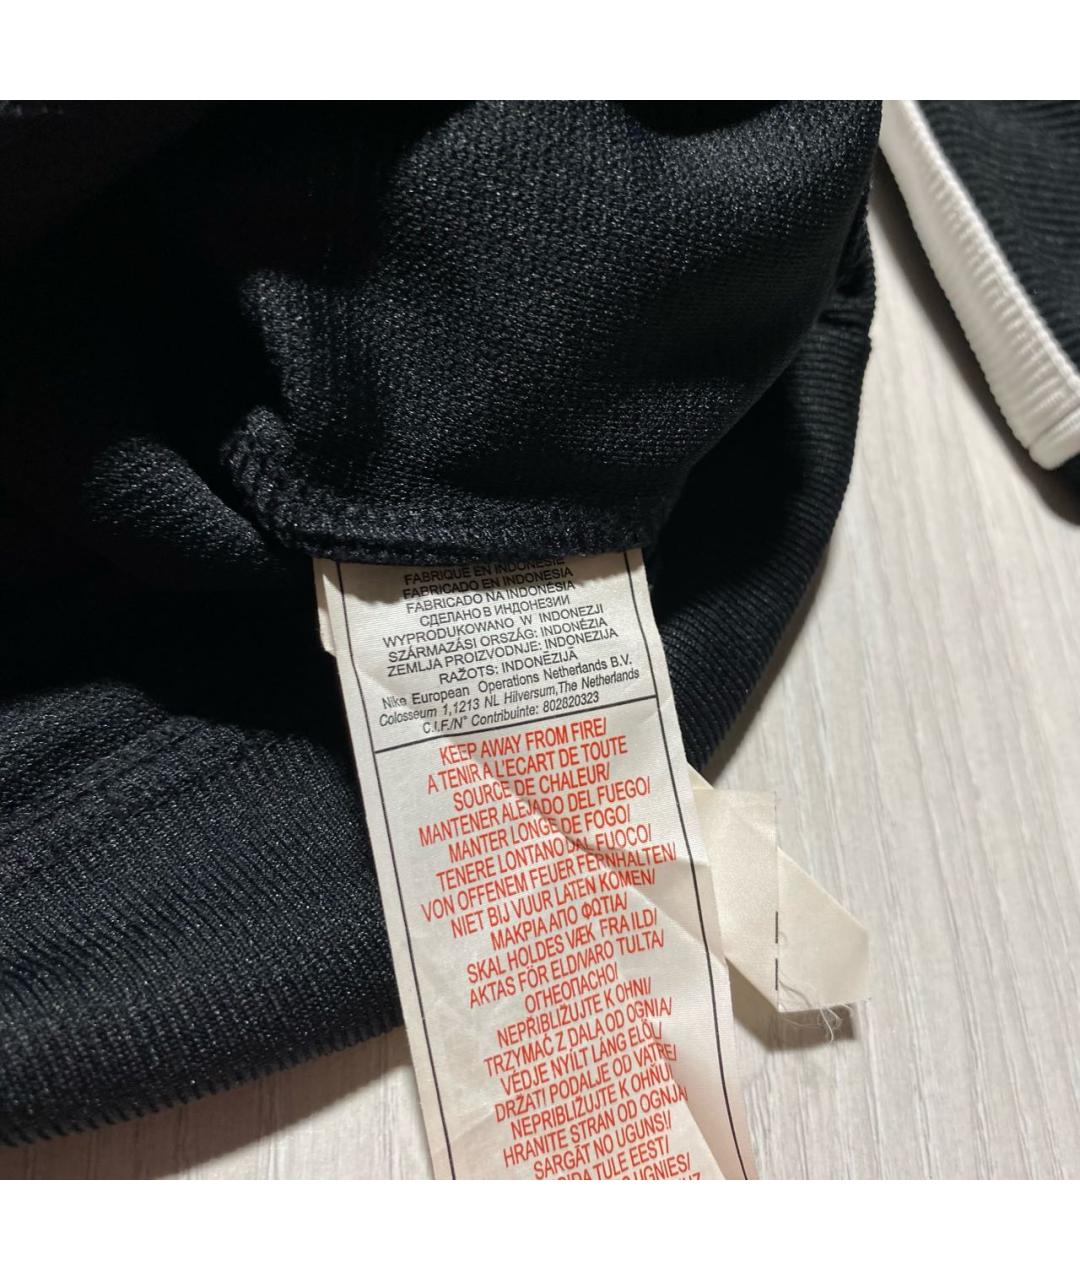 FABRIQUE EN INDONESIE
FABRICADO EN INDONESIA
FABRICADO NA INDONÉSIA
СДЕЛАНО В ИНДОНЕЗИИ
WYPRODUKOWANO W INDONEZJI
SZÁRMAZÁSI ORSZÁG: INDONÉZIA
ZEMLJA PROIZVODNJE: INDONEZIJA
RAŽOTS: INDONĒZIJĀ
Nike European Operations Netherlands B.V.
Colosseum 1,1213 NL Hilversum,The Netherlands
C.I.F./N° Contribuinte: 802820323
KEEP AWAY FROM FIRE/
A TENIR A L'ECART DE TOUTE
SOURCE DE CHALEUR/
MANTENER ALEJADO DEL FUEGO/
MANTER LONGE DE FOGO/
TENERE LONTANO DAL FUOCO/
VON OFFENEM FEUER FERNHALTEN/
NIET BIJ VUUR LATEN KOMEN/
ΜΑΚΡΙΑ ΑΠΟ ΦΩΤΙΑ/
SKAL HOLDES VÆK FRA ILD/
AKTAS FÖR ELD/VARO TULTA/
ОГНЕОПАСНО/
NEPŘIBLIŽUJTE K OHNI/
TRZYMAĆ Z DALA OD OGNIA/
VÉDJE NYÍLT LÁNG ELŐL/
DRŽATI PODALJE OD VATRE/
NEPRIBLIŽUJTE K OHŇU/
HRANITE STRAN OD OGNJA/
SARGĀT NO UGUNS!/
TULE EEST/
UGNIES/